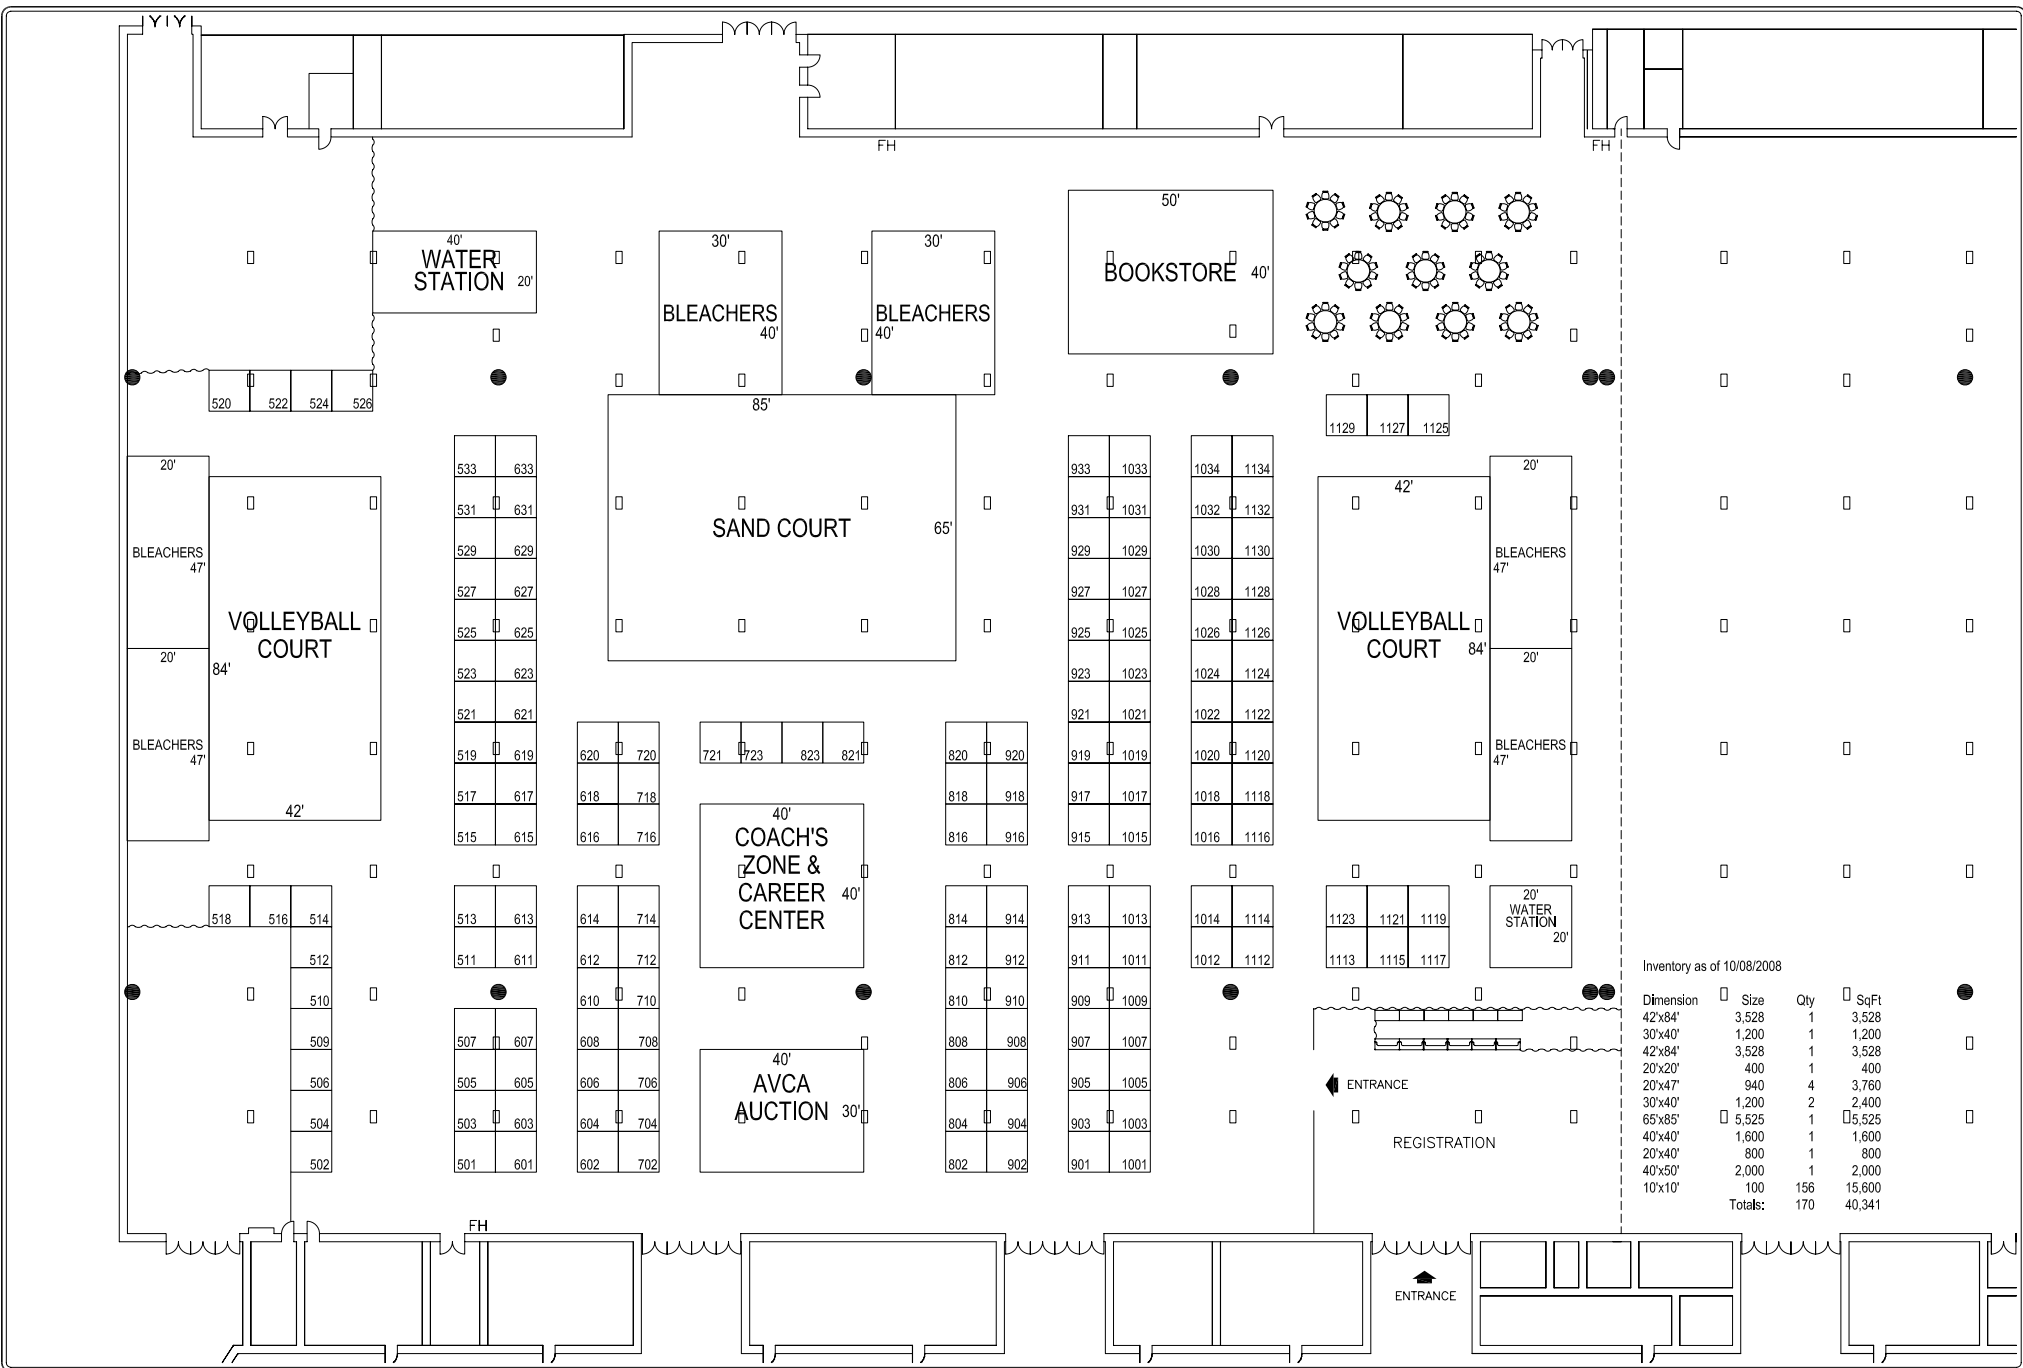 FH
FH
50'
40'
WATER
STATION
20'
30'
BLEACHERS
40'
30'
BLEACHERS
40'
BOOKSTORE
40'
520 522 524 526
85'
SAND COURT
65'
1129 1127 1125
20'
BLEACHERS
47'
20'
BLEACHERS
47'
VOLLEYBALL
COURT
84'
42'
533 633
531 631
529 629
527 627
525 625
523 623
521 621
519 619
517 617
515 615
513 613
511 611
507 607
505 605
503 603
501 601
620 720
618 718
616 716
614 714
612 712
610 710
608 708
606 706
604 704
602 702
721 723 823 821
40'
COACH'S
ZONE &
CAREER
CENTER
40'
40'
AVCA
AUCTION
30'
820 920
818 918
816 916
814 914
812 912
810 910
808 908
806 906
804 904
802 902
933 1033
931 1031
929 1029
927 1027
925 1025
923 1023
921 1021
919 1019
917 1017
915 1015
913 1013
911 1011
909 1009
907 1007
905 1005
903 1003
901 1001
1034 1134
1032 1132
1030 1130
1028 1128
1026 1126
1024 1124
1022 1122
1020 1120
1018 1118
1016 1116
1014 1114
1012 1112
42'
VOLLEYBALL
COURT
84'
20'
BLEACHERS
47'
20'
BLEACHERS
47'
518 516 514
512
510
509
506
504
502
1123 1121 1119
1113 1115 1117
20'
WATER
STATION
20'
ENTRANCE
REGISTRATION
Inventory as of 10/08/2008
Dimension Size Qty SqFt
42'x84' 3,528 1 3,528
30'x40' 1,200 1 1,200
42'x84' 3,528 1 3,528
20'x20' 400 1 400
20'x47' 940 4 3,760
30'x40' 1,200 2 2,400
65'x85' 5,525 1 5,525
40'x40' 1,600 1 1,600
20'x40' 800 1 800
40'x50' 2,000 1 2,000
10'x10' 100 156 15,600
Totals: 170 40,341
FH
ENTRANCE